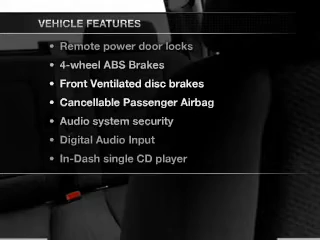 VEHICLE FEATURES
• Remote power door locks
• 4-wheel ABS Brakes
• Front Ventilated disc brakes
• Cancellable Passenger Airbag
• Audio system security
• Digital Audio Input
• In-Dash single CD player